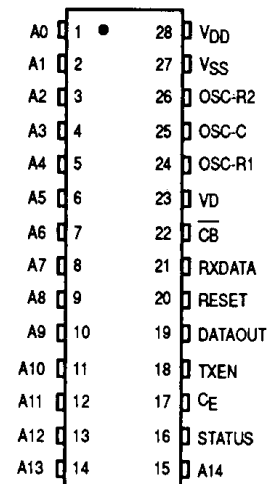 A0 1 28 VDD
A1 2 27 VSS
A2 3 26 OSC-R2
A3 4 25 OSC-C
A4 5 24 OSC-R1
A5 6 23 VD
A6 7 22 CB
A7 8 21 RXDATA
A8 9 20 RESET
A9 10 19 DATAOUT
A10 11 18 TXEN
A11 12 17 CE
A12 13 16 STATUS
A13 14 15 A14